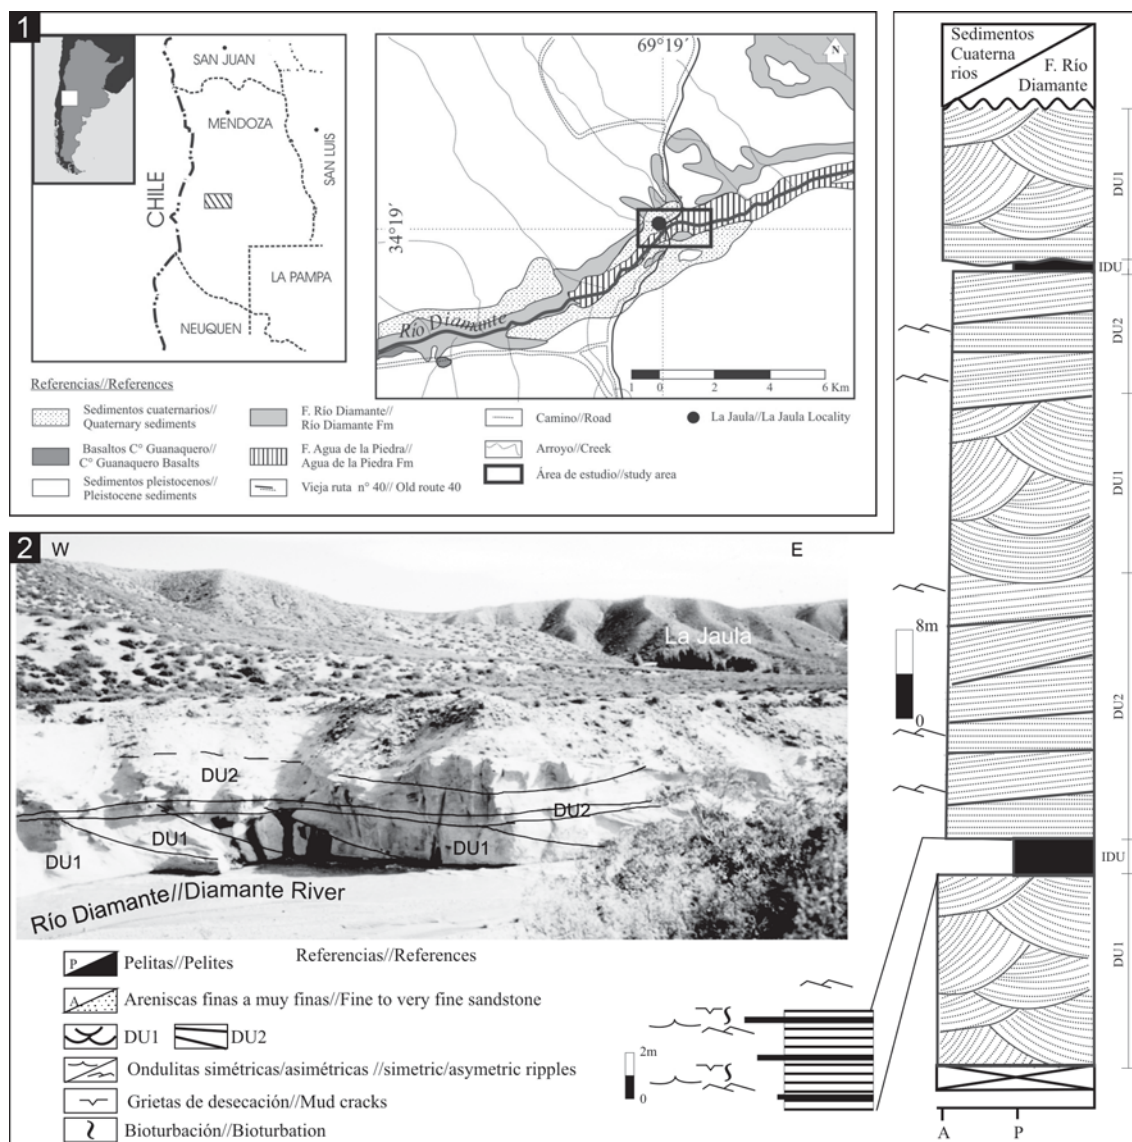 1
SAN JUAN
MENDOZA
SAN LUIS
CHILE
LA PAMPA
NEUQUEN
69°19´
N
34°19´
Río Diamante
1 0 2 4 6 Km
Referencias//References
Sedimentos cuaternarios//
Quaternary sediments
Basaltos C° Guanaquero//
C° Guanaquero Basalts
Sedimentos pleistocenos//
Pleistocene sediments
F. Río Diamante//
Río Diamante Fm
F. Agua de la Piedra//
Agua de la Piedra Fm
Vieja ruta n° 40// Old route 40
Camino//Road
Arroyo//Creek
Área de estudio//study area
La Jaula//La Jaula Locality
2
W
E
La Jaula
DU2
DU2
DU1
DU1
DU1
Río Diamante//Diamante River
Referencias//References
P
Pelitas//Pelites
A
Areniscas finas a muy finas//Fine to very fine sandstone
DU1
DU2
Ondulitas simétricas/asimétricas //simetric/asymetric ripples
Grietas de desecación//Mud cracks
Bioturbación//Bioturbation
2m
0
Sedimentos
Cuaterna
rios
F. Río
Diamante
DU1
IDU
DU2
DU1
8m
0
DU2
IDU
DU1
A
P